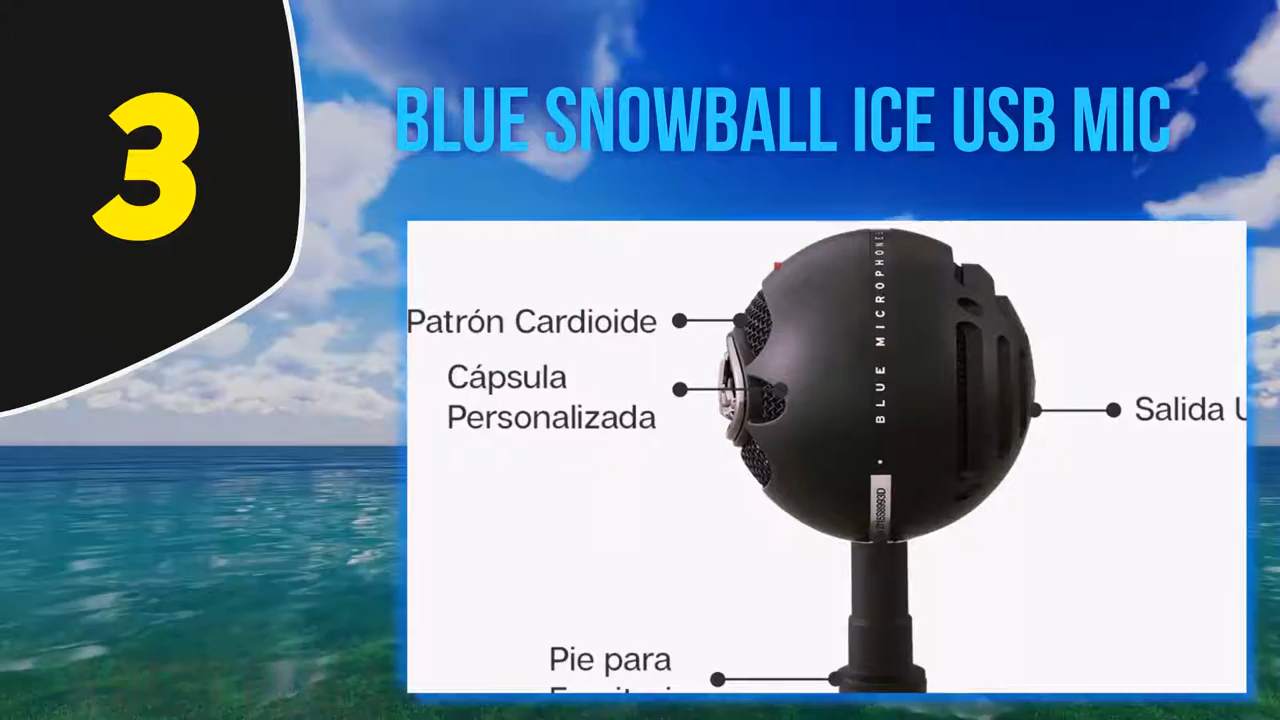 3
BLUE SNOWBALL ICE USB MIC
Patrón Cardioide
Cápsula
Personalizada
BLUE MICROPHONES
Salida
Pie para